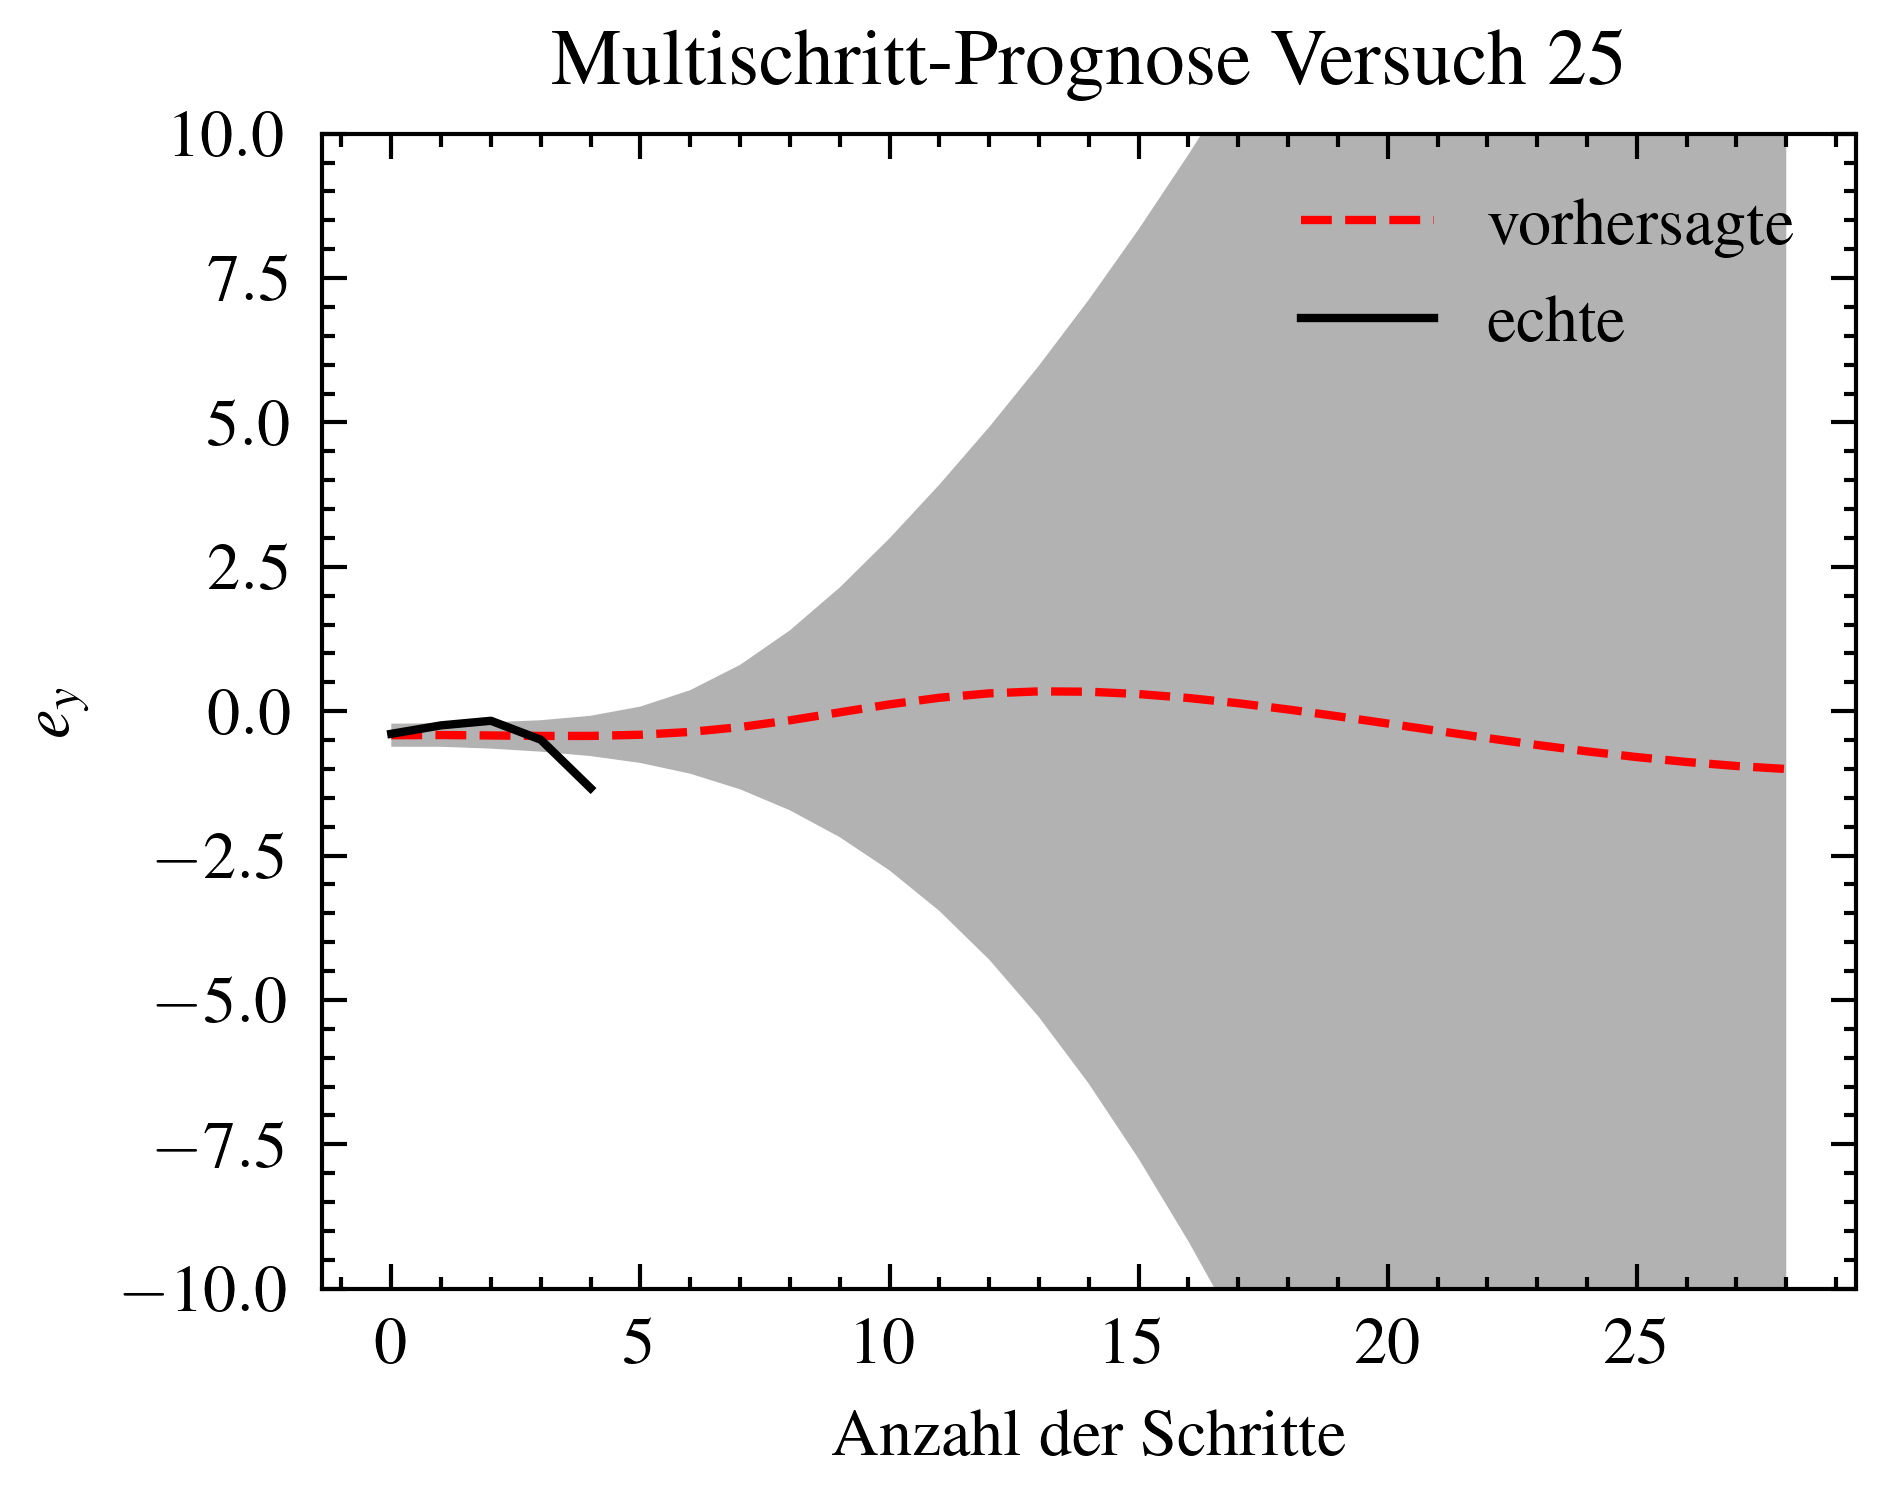 Multischritt-Prognose Versuch 25
10.0
7.5
5.0
2.5
0.0
−2.5
−5.0
−7.5
−10.0
e_y
vorhersagte
echte
0 5 10 15 20 25
Anzahl der Schritte